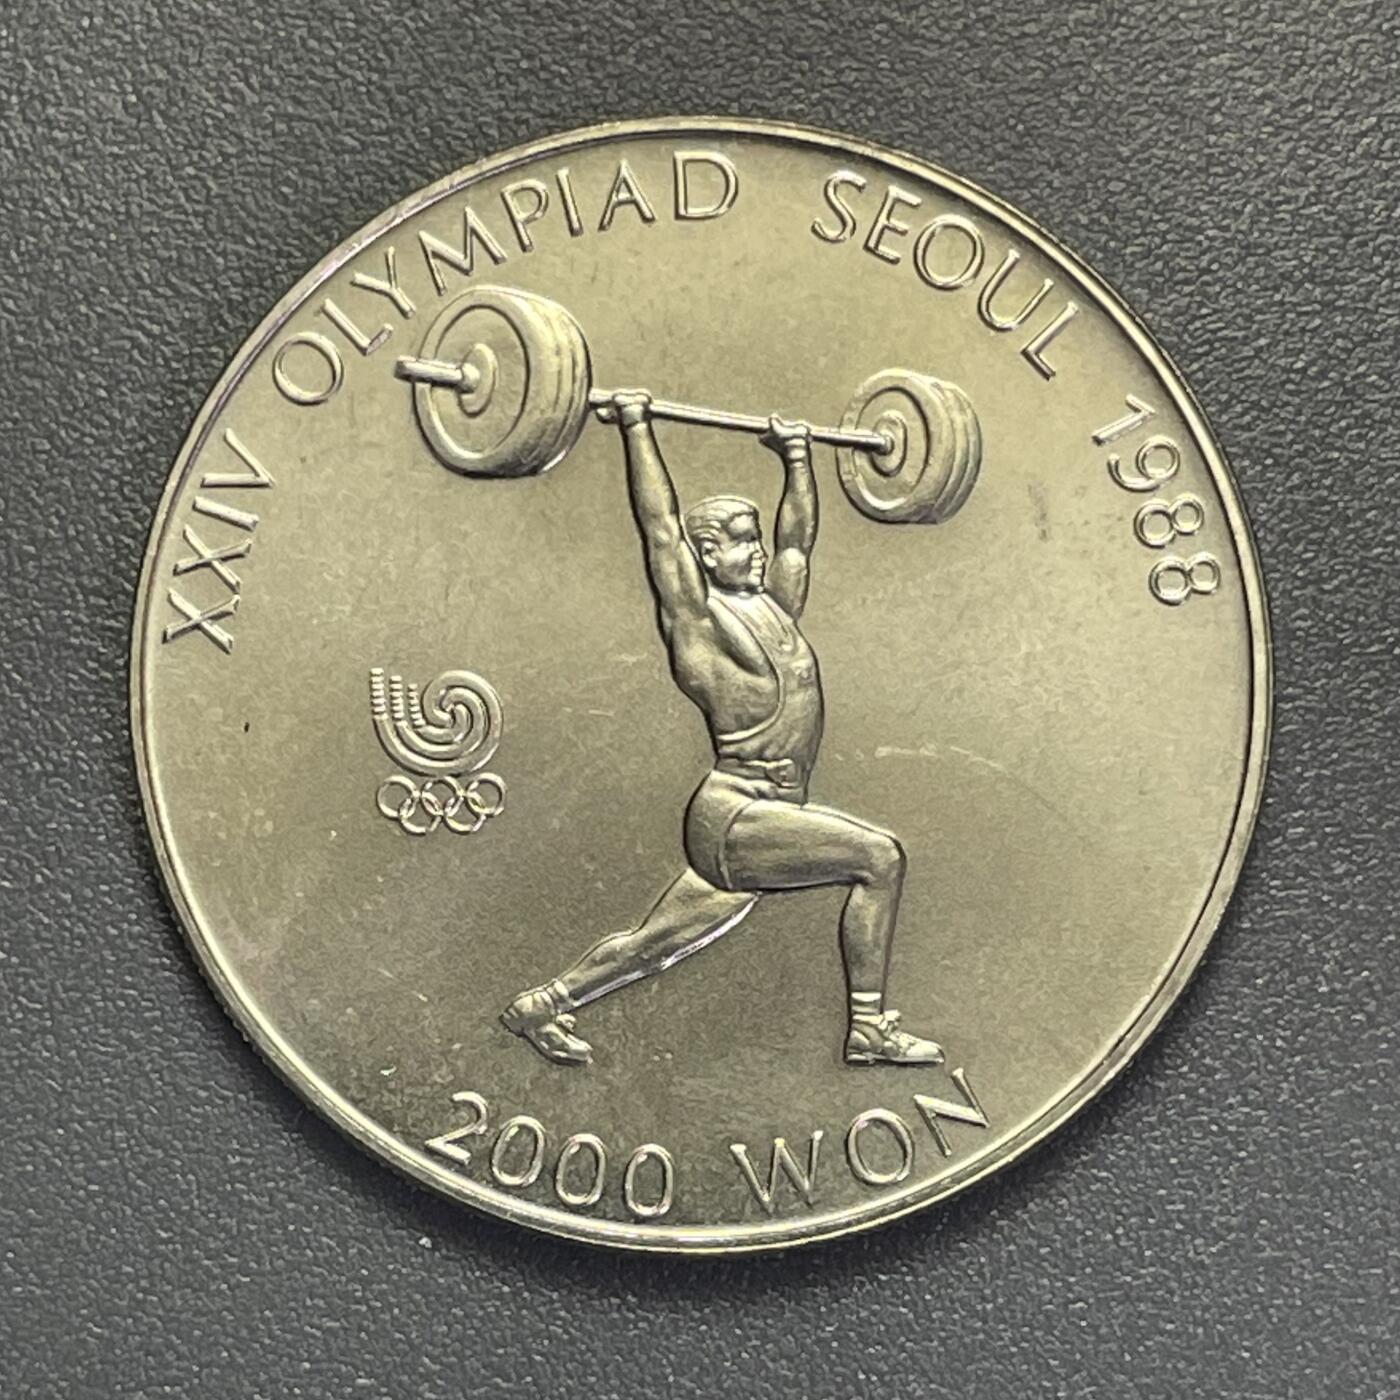 XXIV OLYMPIAD SEOUL 1988
2000 WON